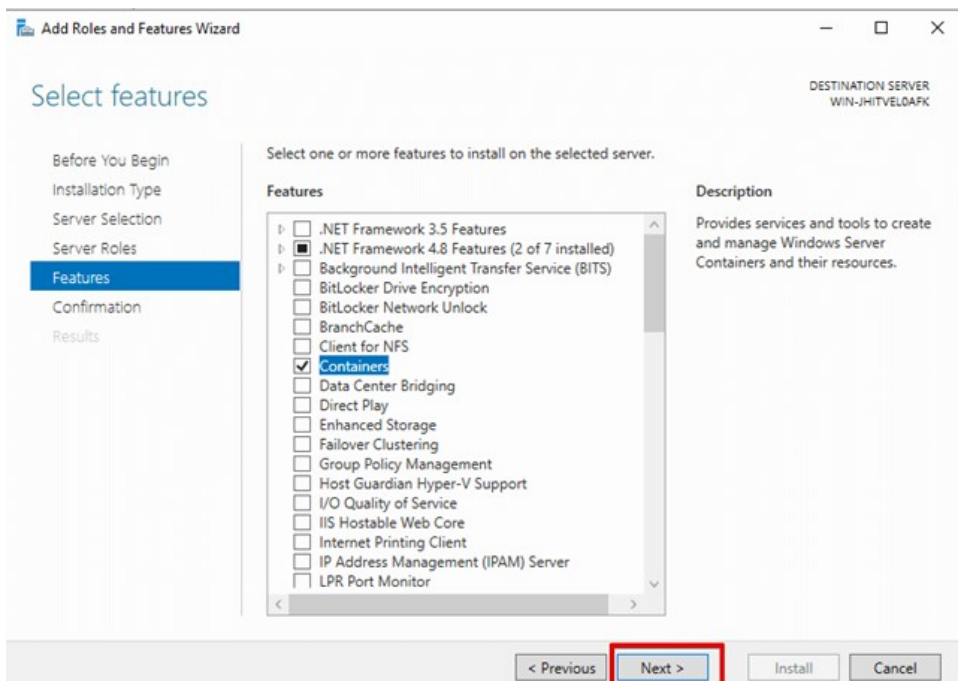 Add Roles and Features Wizard
Select features
DESTINATION SERVER
WIN-JHITVEL0AFK
Before You Begin
Installation Type
Server Selection
Server Roles
Features
Confirmation
Results
Select one or more features to install on the selected server.
Features
.NET Framework 3.5 Features
.NET Framework 4.8 Features (2 of 7 installed)
Background Intelligent Transfer Service (BITS)
BitLocker Drive Encryption
BitLocker Network Unlock
BranchCache
Client for NFS
Containers
Data Center Bridging
Direct Play
Enhanced Storage
Failover Clustering
Group Policy Management
Host Guardian Hyper-V Support
I/O Quality of Service
IIS Hostable Web Core
Internet Printing Client
IP Address Management (IPAM) Server
LPR Port Monitor
Description
Provides services and tools to create
and manage Windows Server
Containers and their resources.
< Previous
Next >
Install
Cancel